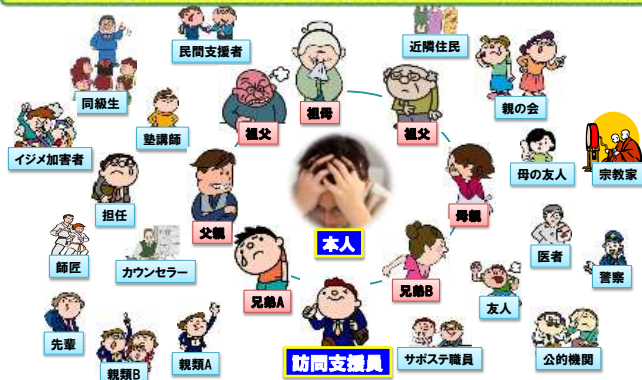 民間支援者
近隣住民
同級生
祖母
親の会
塾講師
祖父
祖父
イジメ加害者
母の友人
宗教家
担任
父親
母親
本人
医者
師匠
カウンセラー
警察
兄弟A
兄弟B
友人
先輩
親類B
親類A
訪問支援員
サポステ職員
公的機関